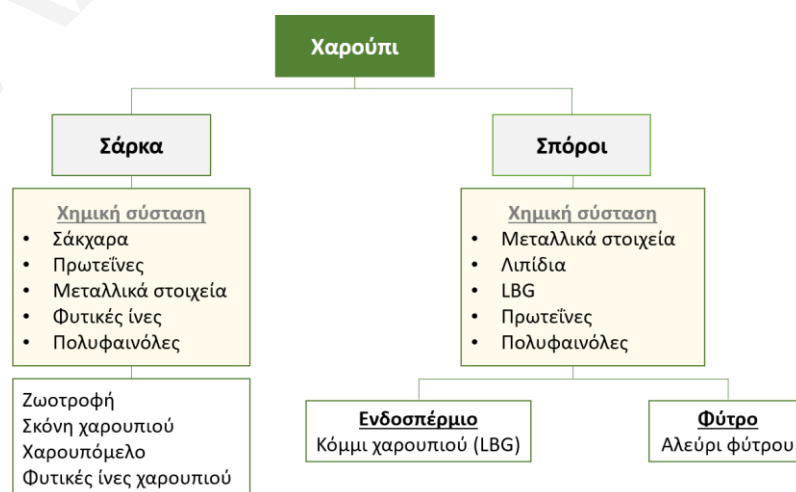 Χαρούπι
Σάρκα
Χημική σύσταση
• Σάκχαρα
• Πρωτεΐνες
• Μεταλλικά στοιχεία
• Φυτικές ίνες
• Πολυφαινόλες
Ζωοτροφή
Σκόνη χαρουπιού
Χαρουπόμελο
Φυτικές ίνες χαρουπιού
Σπόροι
Χημική σύσταση
• Μεταλλικά στοιχεία
• Λιπίδια
• LBG
• Πρωτεΐνες
• Πολυφαινόλες
Ενδοσπέρμιο
Κόμμι χαρουπιού (LBG)
Φύτρο
Αλεύρι φύτρου